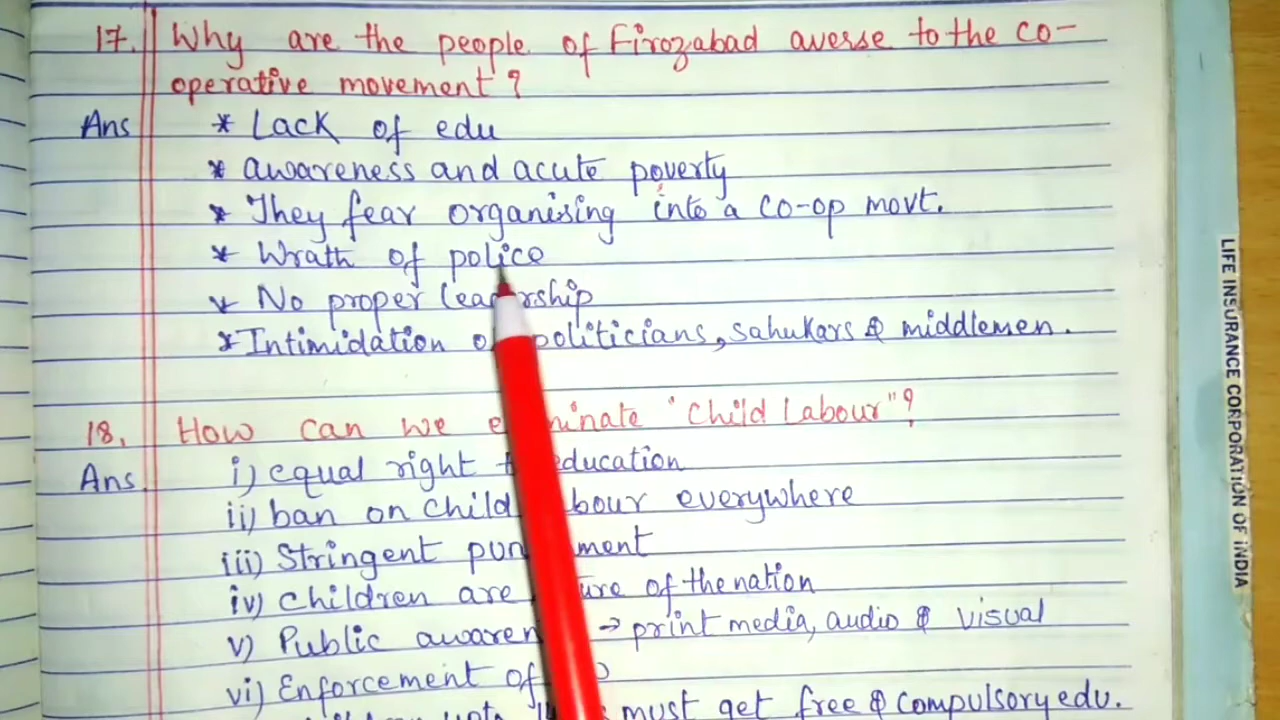 17. Why are the people of Firozabad averse to the co-
operative movement?
Ans * Lack of edu
* awareness and acute poverty
* They fear organising into a co-op movt.
* Wrath of police
* No proper
* Intimidation politicians, sahukars & middlemen.
18. How can we "Child Labour"?
Ans i) equal right education
ii) ban on child everywhere
iii) Stringent
iv) children are of the nation
v) Public → print media, audio & visual
vi) Enforcement of
must get free & compulsory edu.
LIFE INSURANCE CORPORATION OF INDIA